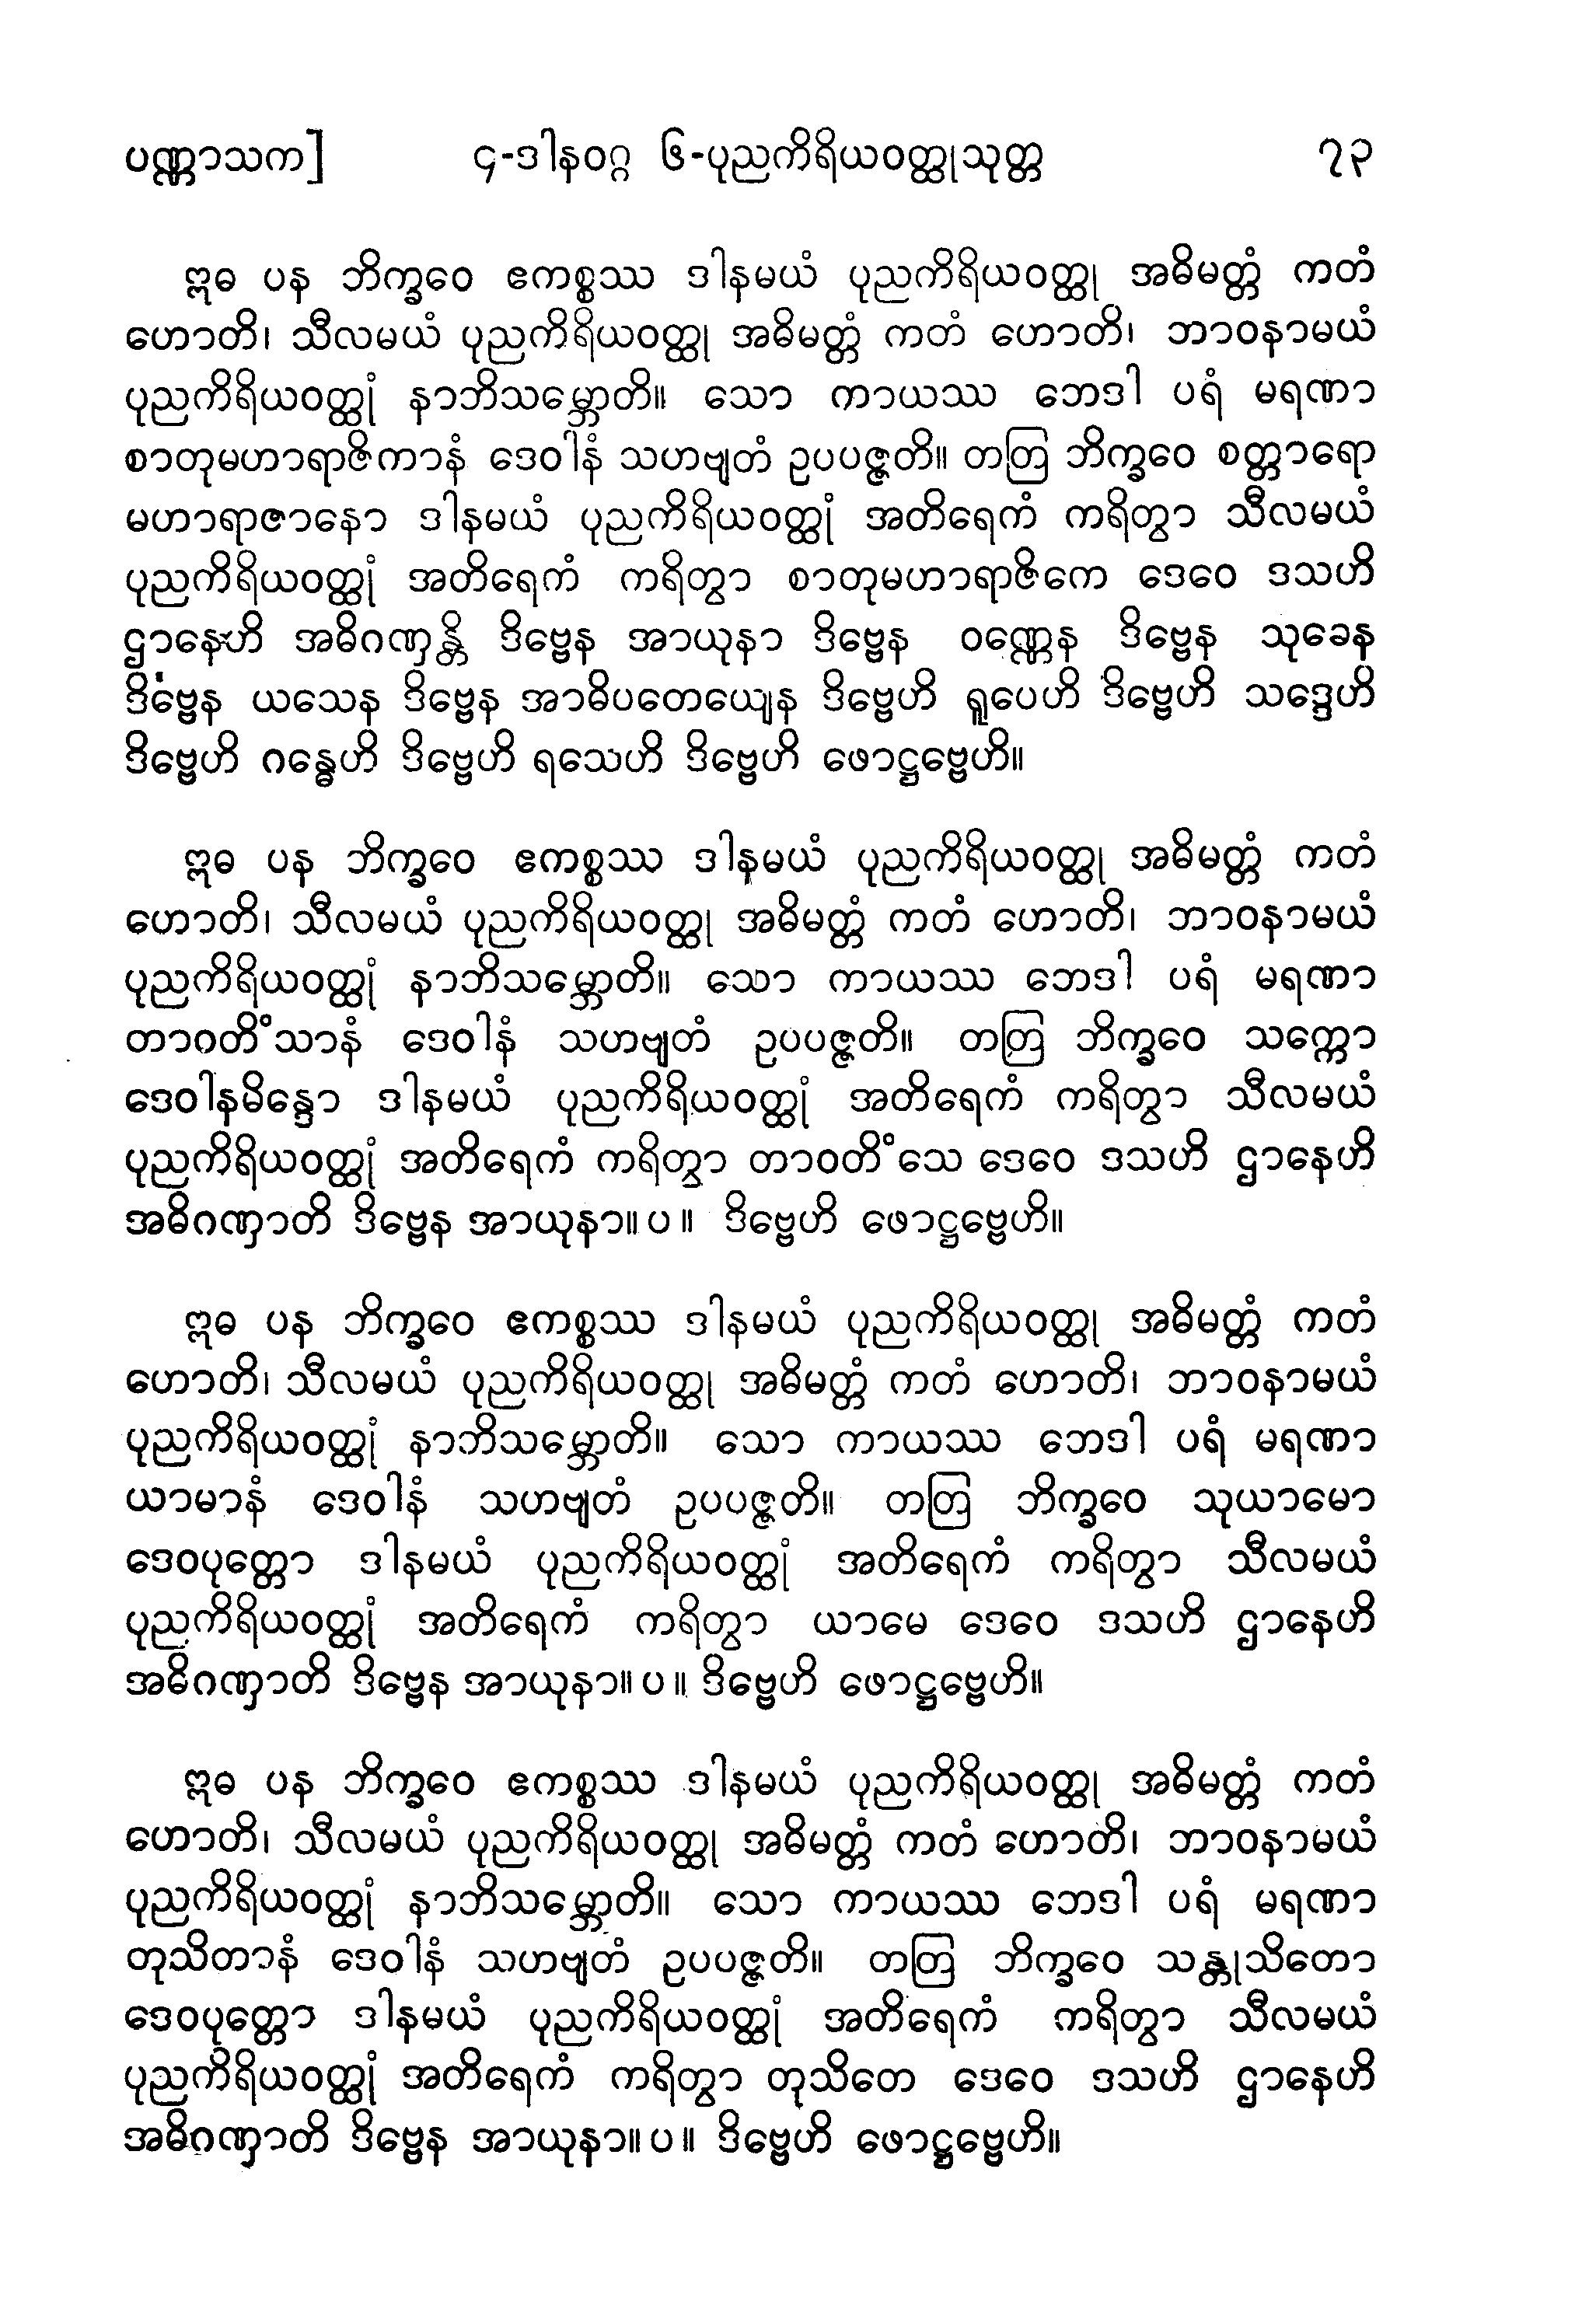 ပဏ္ဏာသက] ၄-ဒါနဝဂ္ဂ ၆-ပုညကိရိယဝတ္ထုသုတ္တ ၇၃
ဣဓ ပန ဘိက္ခဝေ ဧကစ္စဿ ဒါနမယံ ပုညကိရိယဝတ္ထု အဓိမတ္တံ ကတံ
ဟောတိ၊ သီလမယံ ပုညကိရိယဝတ္ထု အဓိမတ္တံ ကတံ ဟောတိ၊ ဘာဝနာမယံ
ပုညကိရိယဝတ္ထုံ နာဘိသမ္ဘောတိ။ သော ကာယဿ ဘေဒါ ပရံ မရဏာ
စာတုမဟာရာဇိကာနံ ဒေဝါနံ သဟဗျတံ ဥပပဇ္ဇတိ။ တတြ ဘိက္ခဝေ စတ္တာရော
မဟာရာဇာနော ဒါနမယံ ပုညကိရိယဝတ္ထုံ အတိရေကံ ကရိတွာ သီလမယံ
ပုညကိရိယဝတ္ထုံ အတိရေကံ ကရိတွာ စာတုမဟာရာဇိကေ ဒေဝေ ဒသဟိ
ဌာနေဟိ အဓိဂဏှန္တိ ဒိဗ္ဗေန အာယုနာ ဒိဗ္ဗေန ဝဏ္ဏေန ဒိဗ္ဗေန သုခေန
ဒိဗ္ဗေန ယသေန ဒိဗ္ဗေန အာဓိပတေယျေန ဒိဗ္ဗေဟိ ရူပေဟိ ဒိဗ္ဗေဟိ သဒ္ဒေဟိ
ဒိဗ္ဗေဟိ ဂန္ဓေဟိ ဒိဗ္ဗေဟိ ရသေဟိ ဒိဗ္ဗေဟိ ဖောဋ္ဌဗ္ဗေဟိ။
ဣဓ ပန ဘိက္ခဝေ ဧကစ္စဿ ဒါနမယံ ပုညကိရိယဝတ္ထု အဓိမတ္တံ ကတံ
ဟောတိ၊ သီလမယံ ပုညကိရိယဝတ္ထု အဓိမတ္တံ ကတံ ဟောတိ၊ ဘာဝနာမယံ
ပုညကိရိယဝတ္ထုံ နာဘိသမ္ဘောတိ။ သော ကာယဿ ဘေဒါ ပရံ မရဏာ
တာဝတိံသာနံ ဒေဝါနံ သဟဗျတံ ဥပပဇ္ဇတိ။ တတြ ဘိက္ခဝေ သက္ကော
ဒေဝါနမိန္ဒော ဒါနမယံ ပုညကိရိယဝတ္ထုံ အတိရေကံ ကရိတွာ သီလမယံ
ပုညကိရိယဝတ္ထုံ အတိရေကံ ကရိတွာ တာဝတိံသေ ဒေဝေ ဒသဟိ ဌာနေဟိ
အဓိဂဏှာတိ ဒိဗ္ဗေန အာယုနာ။ ပ ။ ဒိဗ္ဗေဟိ ဖောဋ္ဌဗ္ဗေဟိ။
ဣဓ ပန ဘိက္ခဝေ ဧကစ္စဿ ဒါနမယံ ပုညကိရိယဝတ္ထု အဓိမတ္တံ ကတံ
ဟောတိ၊ သီလမယံ ပုညကိရိယဝတ္ထု အဓိမတ္တံ ကတံ ဟောတိ၊ ဘာဝနာမယံ
ပုညကိရိယဝတ္ထုံ နာဘိသမ္ဘောတိ။ သော ကာယဿ ဘေဒါ ပရံ မရဏာ
ယာမာနံ ဒေဝါနံ သဟဗျတံ ဥပပဇ္ဇတိ။ တတြ ဘိက္ခဝေ သုယာမော
ဒေဝပုတ္တော ဒါနမယံ ပုညကိရိယဝတ္ထုံ အတိရေကံ ကရိတွာ သီလမယံ
ပုညကိရိယဝတ္ထုံ အတိရေကံ ကရိတွာ ယာမေ ဒေဝေ ဒသဟိ ဌာနေဟိ
အဓိဂဏှာတိ ဒိဗ္ဗေန အာယုနာ။ ပ ။ ဒိဗ္ဗေဟိ ဖောဋ္ဌဗ္ဗေဟိ။
ဣဓ ပန ဘိက္ခဝေ ဧကစ္စဿ ဒါနမယံ ပုညကိရိယဝတ္ထု အဓိမတ္တံ ကတံ
ဟောတိ၊ သီလမယံ ပုညကိရိယဝတ္ထု အဓိမတ္တံ ကတံ ဟောတိ၊ ဘာဝနာမယံ
ပုညကိရိယဝတ္ထုံ နာဘိသမ္ဘောတိ။ သော ကာယဿ ဘေဒါ ပရံ မရဏာ
တုသိတာနံ ဒေဝါနံ သဟဗျတံ ဥပပဇ္ဇတိ။ တတြ ဘိက္ခဝေ သန္တုသိတော
ဒေဝပုတ္တော ဒါနမယံ ပုညကိရိယဝတ္ထုံ အတိရေကံ ကရိတွာ သီလမယံ
ပုညကိရိယဝတ္ထုံ အတိရေကံ ကရိတွာ တုသိတေ ဒေဝေ ဒသဟိ ဌာနေဟိ
အဓိဂဏှာတိ ဒိဗ္ဗေန အာယုနာ။ ပ ။ ဒိဗ္ဗေဟိ ဖောဋ္ဌဗ္ဗေဟိ။